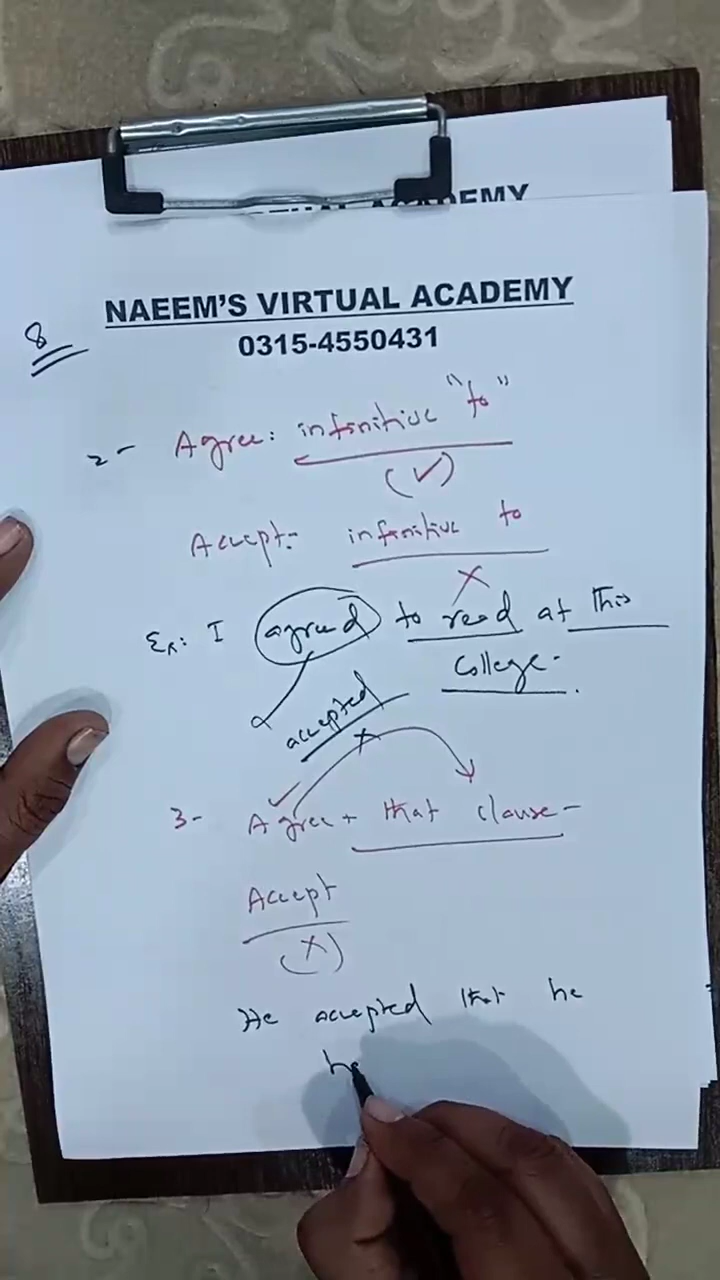 ACADEMY
NAEEM'S VIRTUAL ACADEMY
0315-4550431
8
2- Agree: infinitive "to"
(✓)
Accept:- infinitive to
X
Ex: I agreed to read at this
college.
accepted
X
3- Agree + that clause-
Accept
(X)
He accepted that he